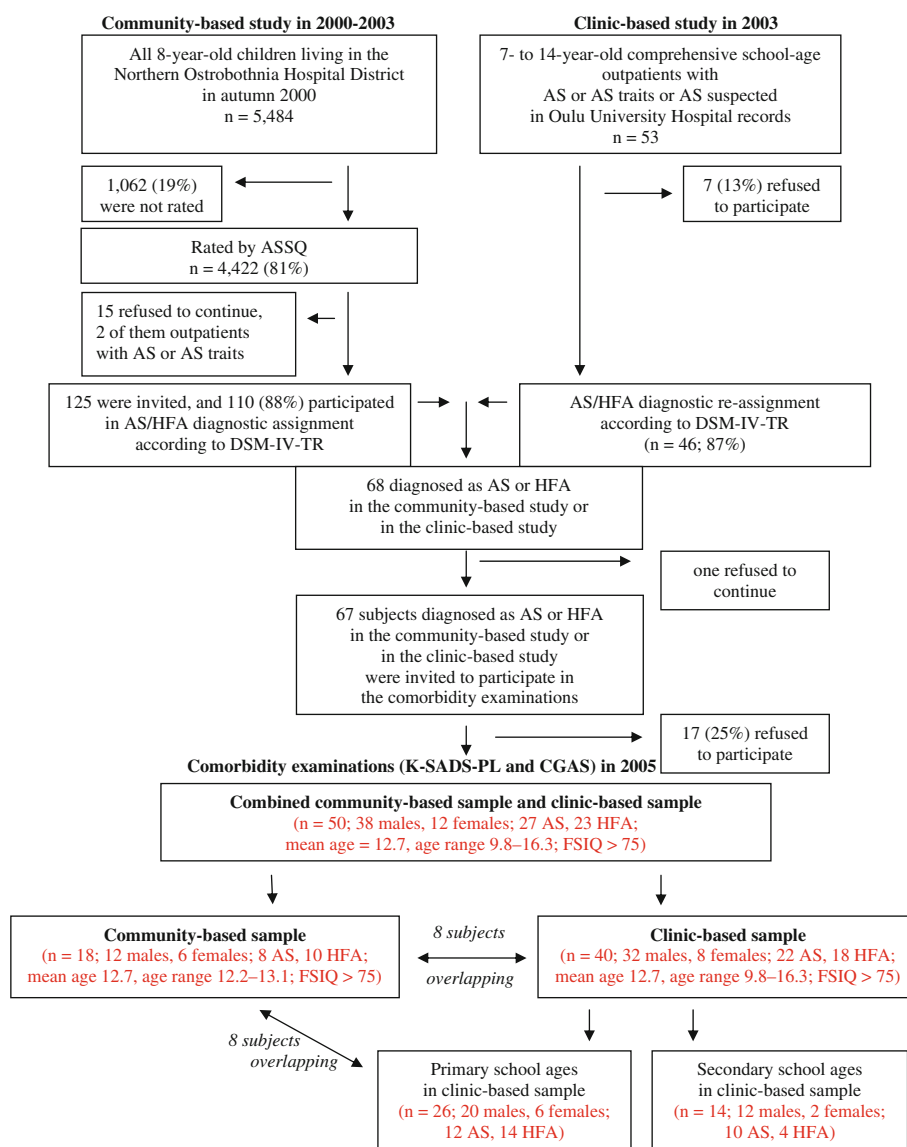 Community-based study in 2000-2003
Clinic-based study in 2003
All 8-year-old children living in the
Northern Ostrobothnia Hospital District
in autumn 2000
n = 5,484
7- to 14-year-old comprehensive school-age
outpatients with
AS or AS traits or AS suspected
in Oulu University Hospital records
n = 53
1,062 (19%)
were not rated
7 (13%) refused
to participate
Rated by ASSQ
n = 4,422 (81%)
15 refused to continue,
2 of them outpatients
with AS or AS traits
125 were invited, and 110 (88%) participated
in AS/HFA diagnostic assignment
according to DSM-IV-TR
AS/HFA diagnostic re-assignment
according to DSM-IV-TR
(n = 46; 87%)
68 diagnosed as AS or HFA
in the community-based study or
in the clinic-based study
one refused to
continue
67 subjects diagnosed as AS or HFA
in the community-based study or
in the clinic-based study
were invited to participate in
the comorbidity examinations
17 (25%) refused
to participate
Comorbidity examinations (K-SADS-PL and CGAS) in 2005
Combined community-based sample and clinic-based sample
(n = 50; 38 males, 12 females; 27 AS, 23 HFA;
mean age = 12.7, age range 9.8–16.3; FSIQ > 75)
Community-based sample
(n = 18; 12 males, 6 females; 8 AS, 10 HFA;
mean age 12.7, age range 12.2–13.1; FSIQ > 75)
8 subjects
overlapping
Clinic-based sample
(n = 40; 32 males, 8 females; 22 AS, 18 HFA;
mean age 12.7, age range 9.8–16.3; FSIQ > 75)
8 subjects
overlapping
Primary school ages
in clinic-based sample
(n = 26; 20 males, 6 females;
12 AS, 14 HFA)
Secondary school ages
in clinic-based sample
(n = 14; 12 males, 2 females;
10 AS, 4 HFA)